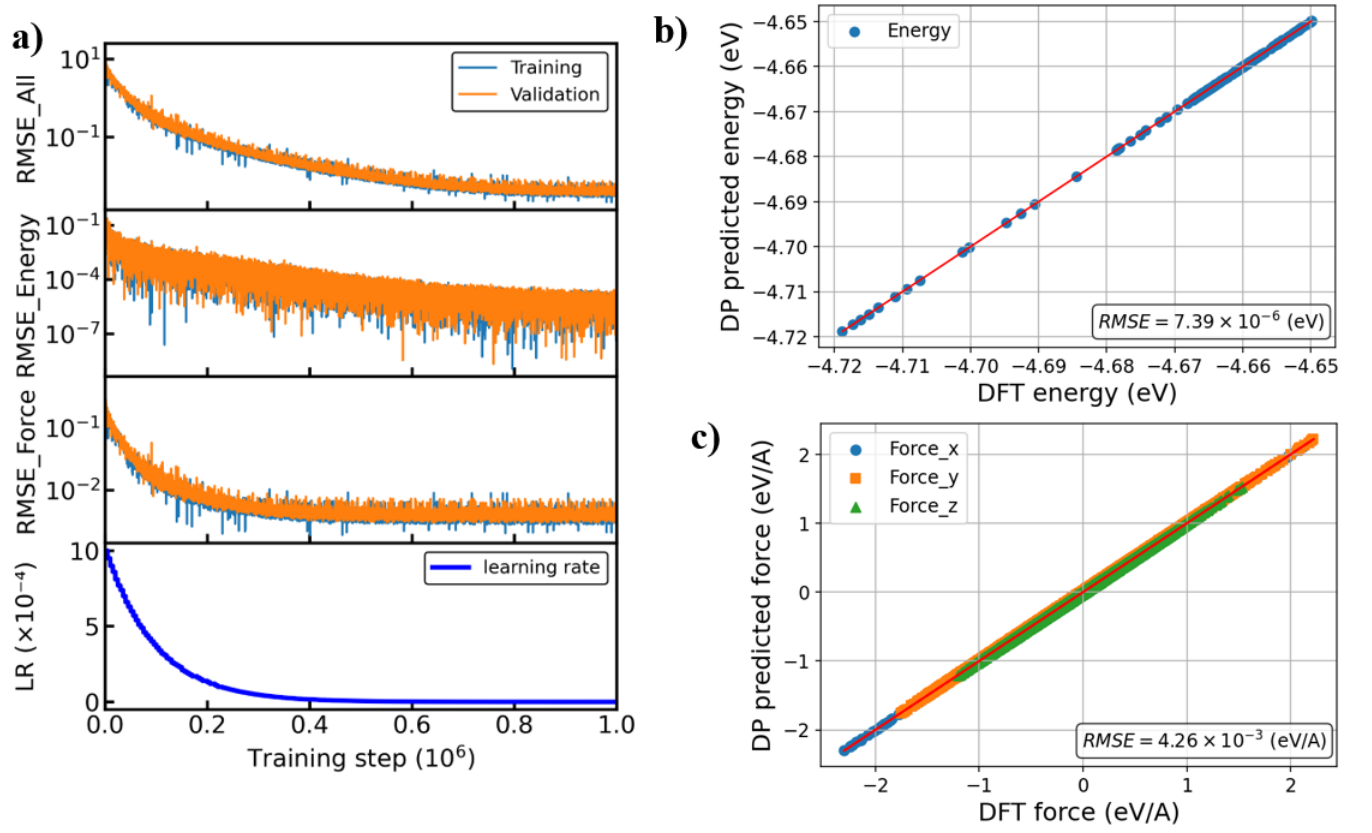 a)
RMSE_All
10¹
10⁻¹
Training
Validation
RMSE_Energy
10⁻¹
10⁻⁴
10⁻⁷
RMSE_Force
10⁻¹
10⁻²
LR (×10⁻⁴)
10
5
0
learning rate
0.0 0.2 0.4 0.6 0.8 1.0
Training step (10⁶)
b)
DP predicted energy (eV)
−4.65
−4.66
−4.67
−4.68
−4.69
−4.70
−4.71
−4.72
Energy
RMSE = 7.39 × 10⁻⁶ (eV)
−4.72 −4.71 −4.70 −4.69 −4.68 −4.67 −4.66 −4.65
DFT energy (eV)
c)
DP predicted force (eV/A)
2
1
0
−1
−2
Force_x
Force_y
Force_z
RMSE = 4.26 × 10⁻³ (eV/A)
−2 −1 0 1 2
DFT force (eV/A)